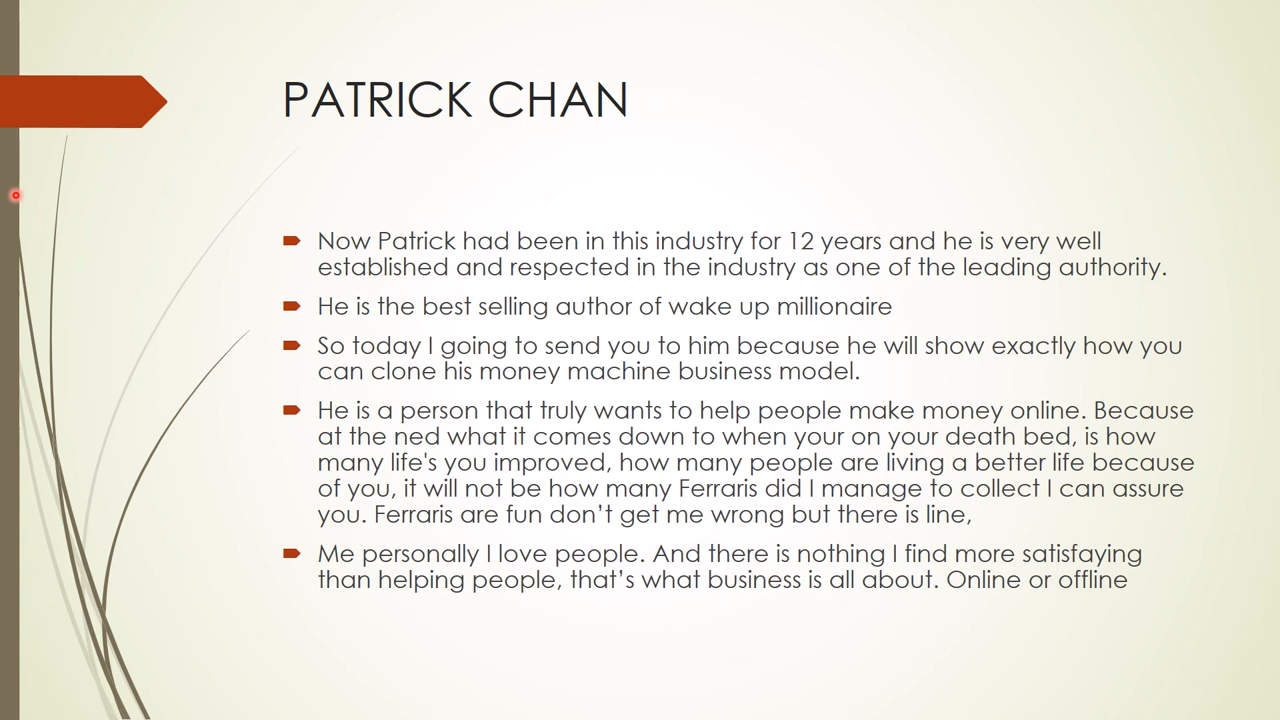 PATRICK CHAN
Now Patrick had been in this industry for 12 years and he is very well
established and respected in the industry as one of the leading authority.
He is the best selling author of wake up millionaire
So today I going to send you to him because he will show exactly how you
can clone his money machine business model.
He is a person that truly wants to help people make money online. Because
at the ned what it comes down to when your on your death bed, is how
many life's you improved, how many people are living a better life because
of you, it will not be how many Ferraris did I manage to collect I can assure
you. Ferraris are fun don’t get me wrong but there is line,
Me personally I love people. And there is nothing I find more satisfaying
than helping people, that’s what business is all about. Online or offline